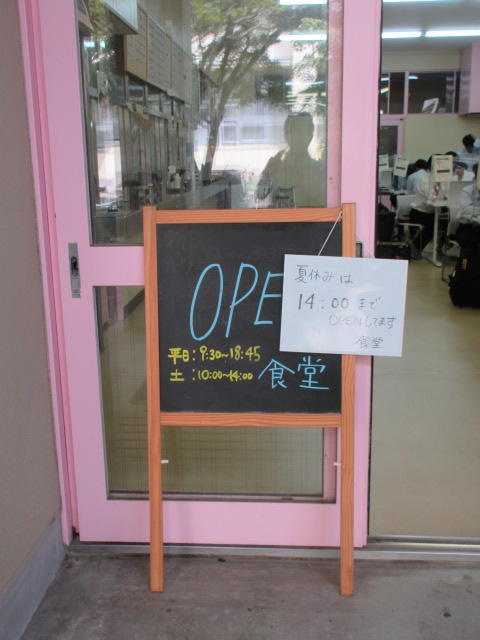 OPE
平日：9:30〜18:45
土：10:00〜14:00
食堂
夏休みは
14：00まで
OPENしてます
食堂